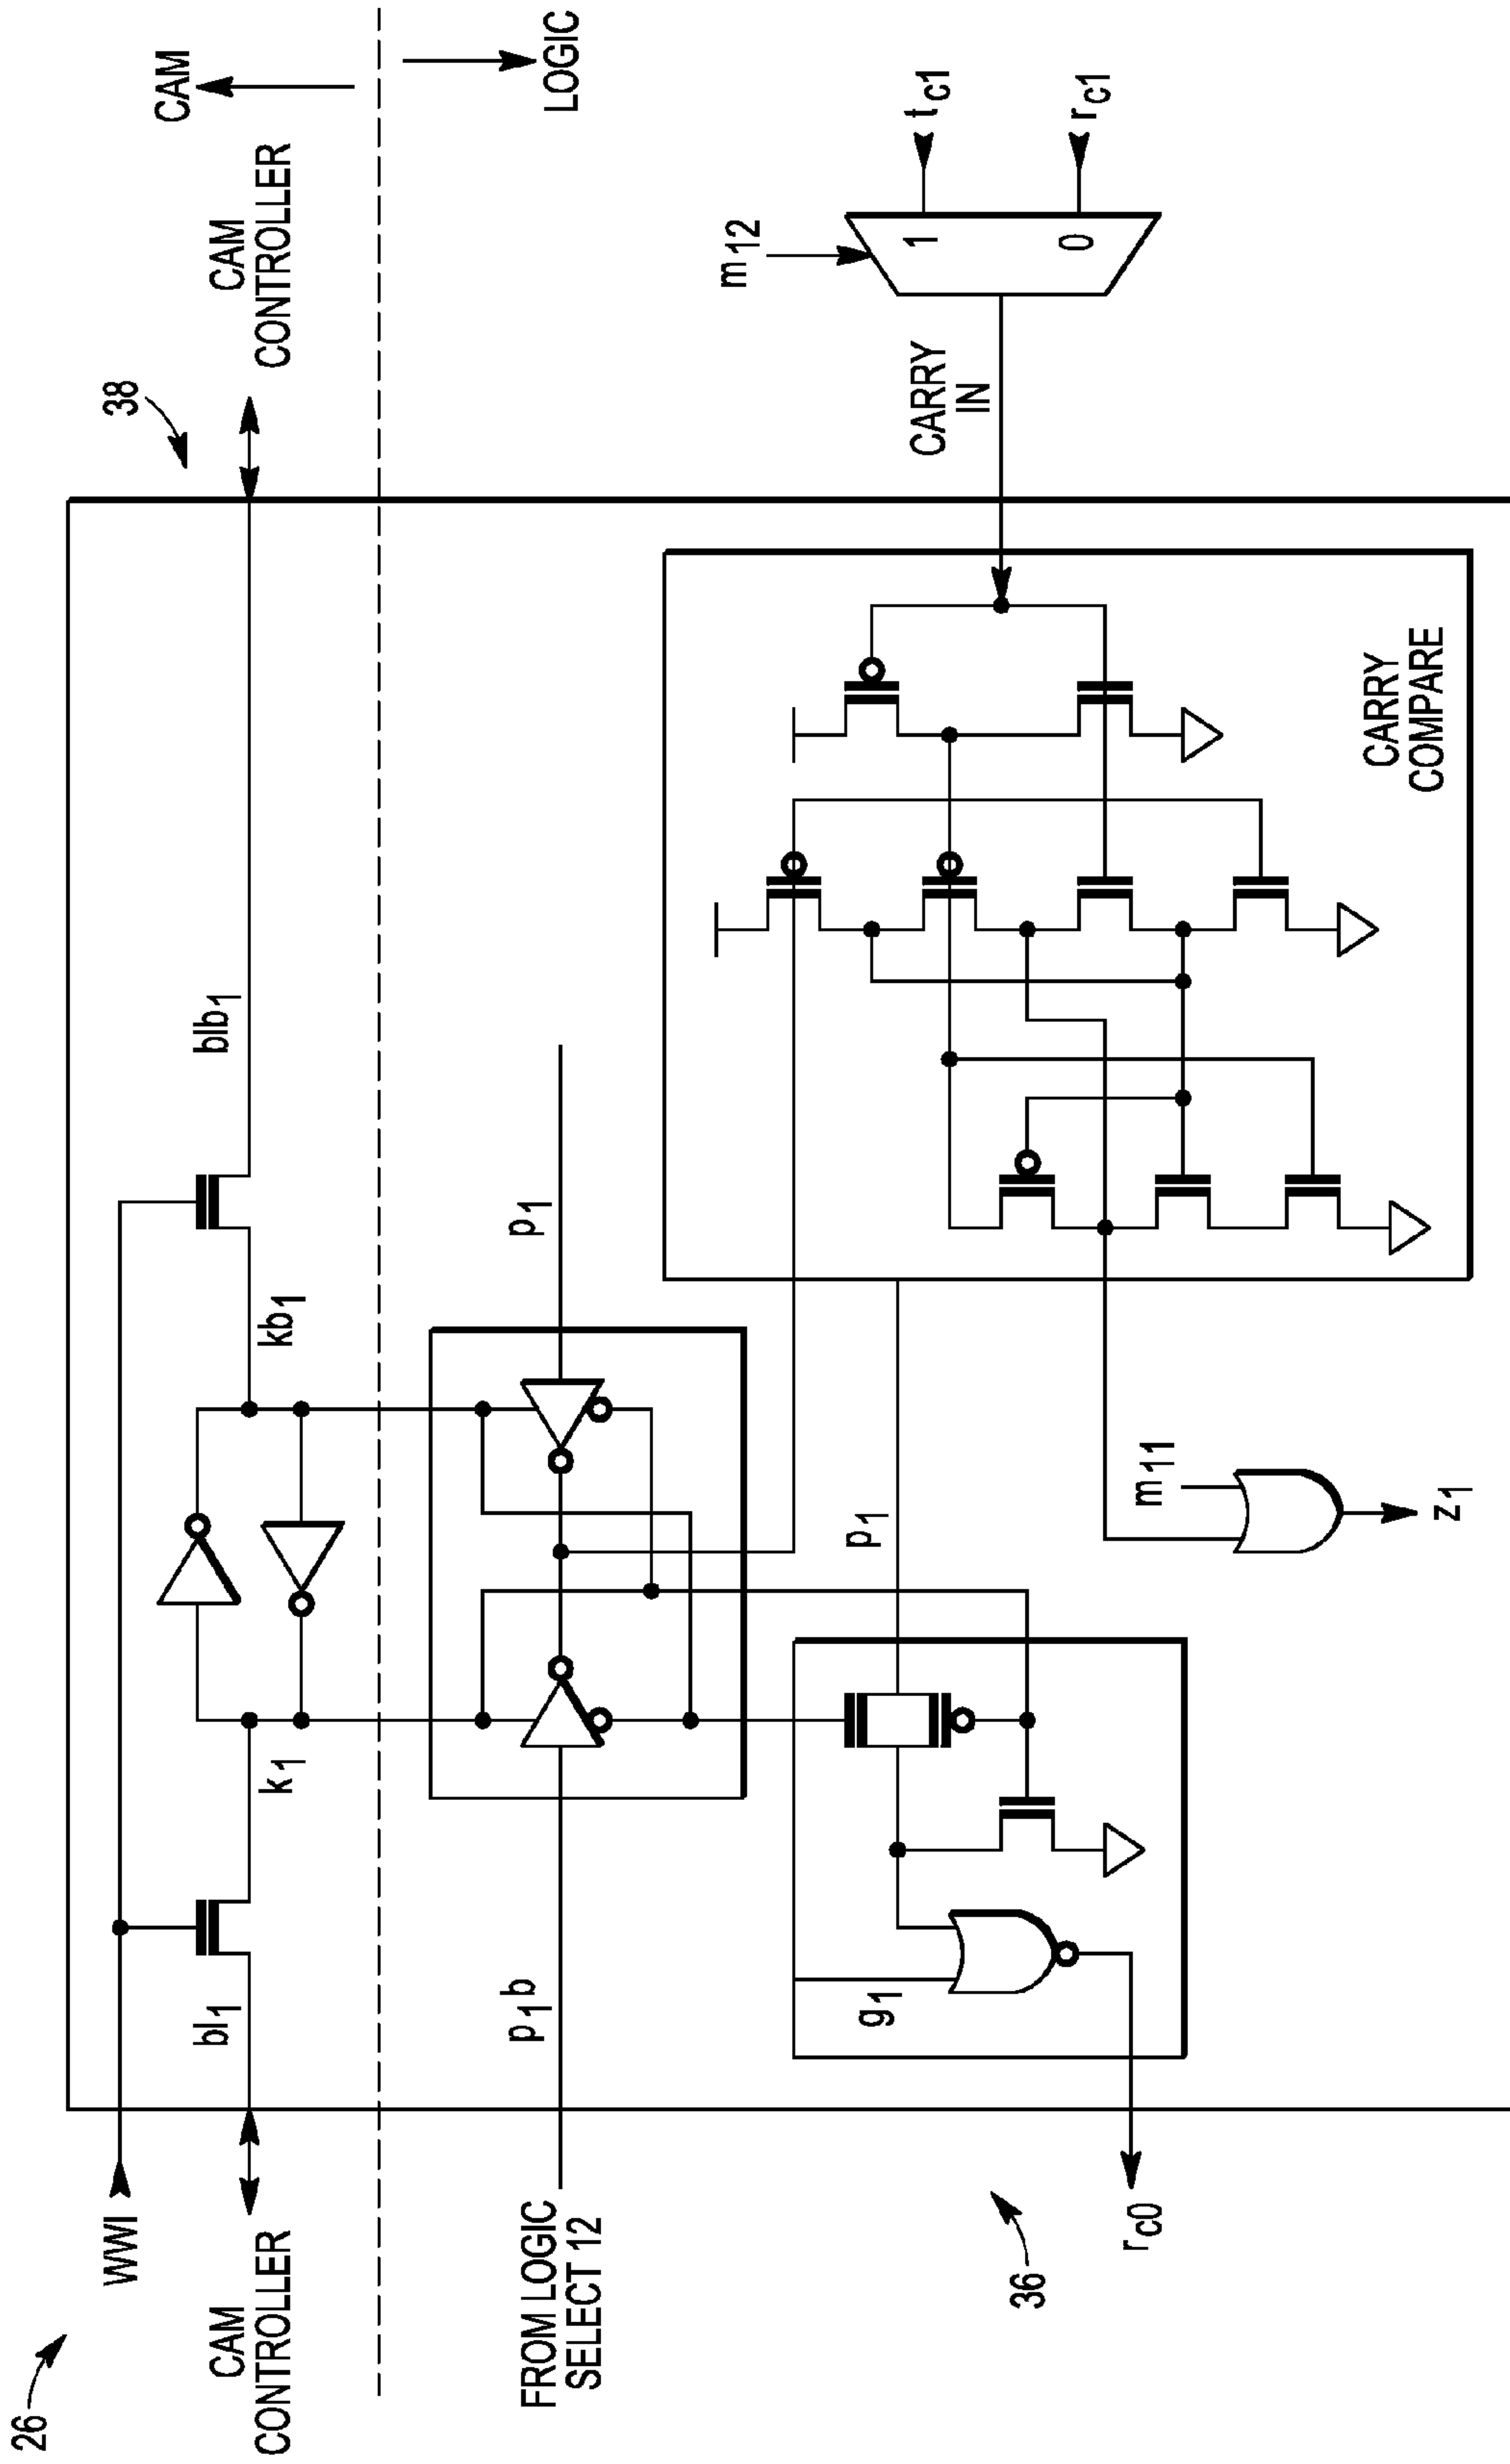 26
WWI
38
CAM
CAM
CONTROLLER
bl1
k1
kb1
blb1
CAM
CONTROLLER
LOGIC
FROM LOGIC
SELECT 12
p1b
p1
m12
1
0
tc1
rc1
CARRY
IN
p1
g1
m11
CARRY
COMPARE
36
rc0
z1